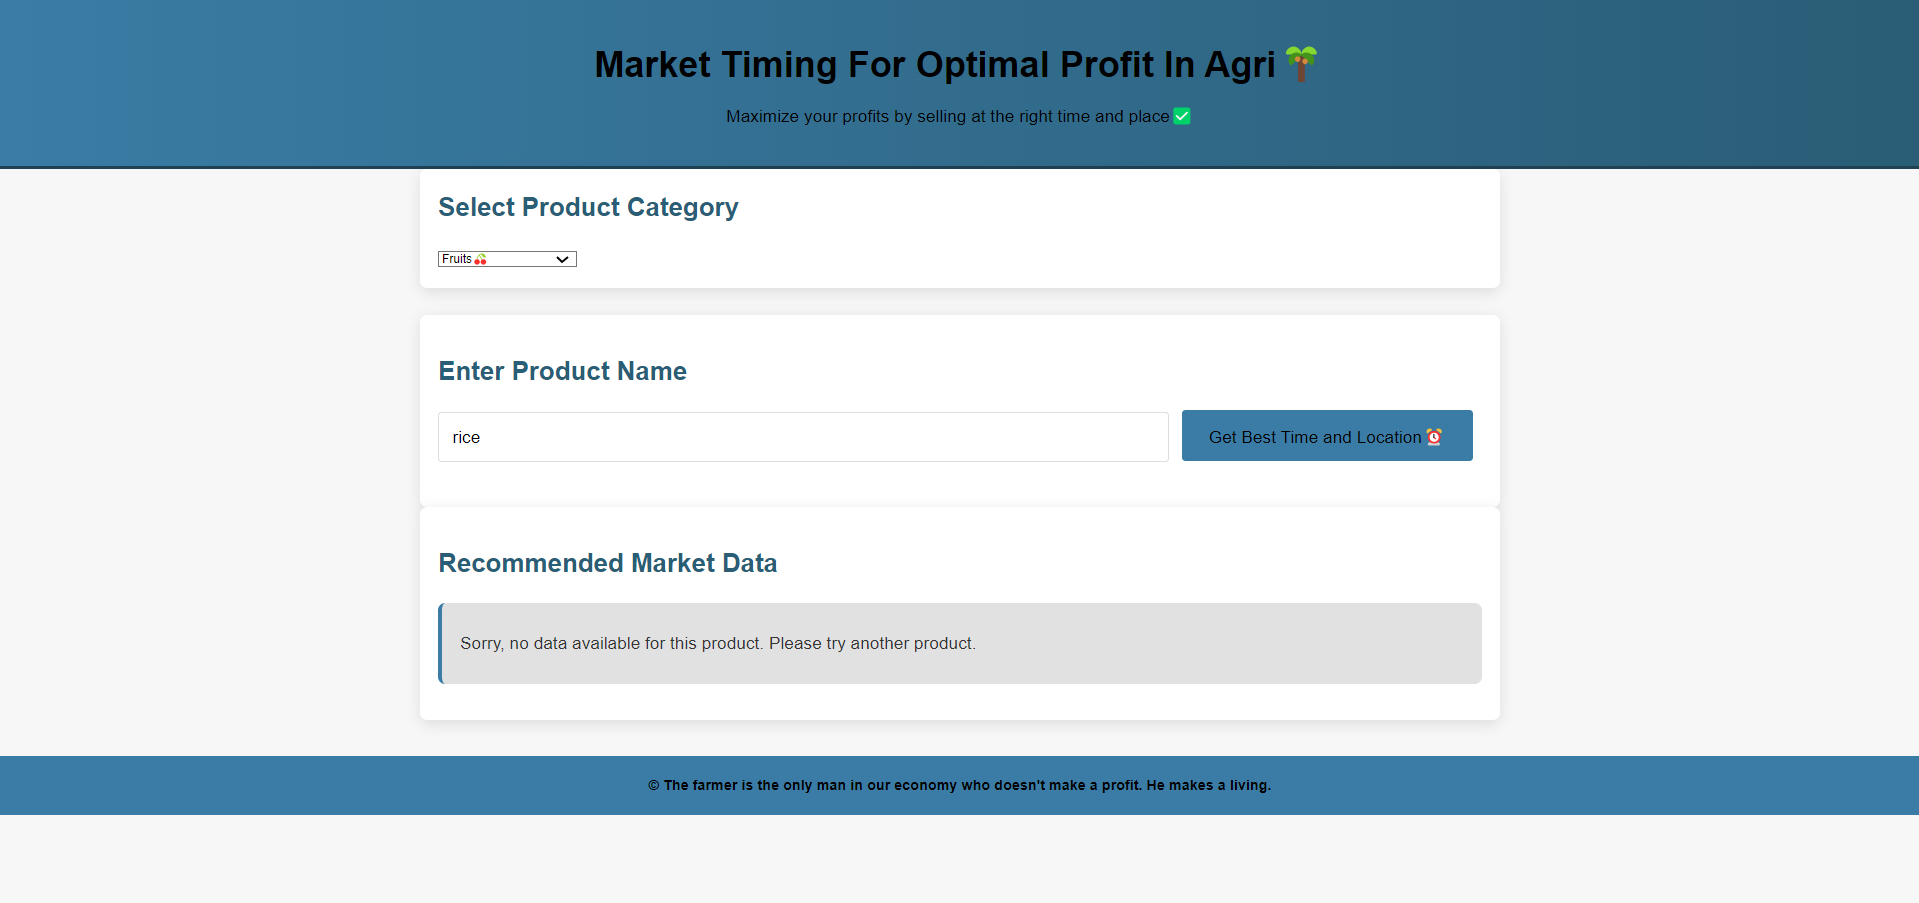 Market Timing For Optimal Profit In Agri🌴
Maximize your profits by selling at the right time and place✅
Select Product Category
Fruits🍒
Enter Product Name
rice
Get Best Time and Location⏰
Recommended Market Data
Sorry, no data available for this product. Please try another product.
© The farmer is the only man in our economy who doesn't make a profit. He makes a living.